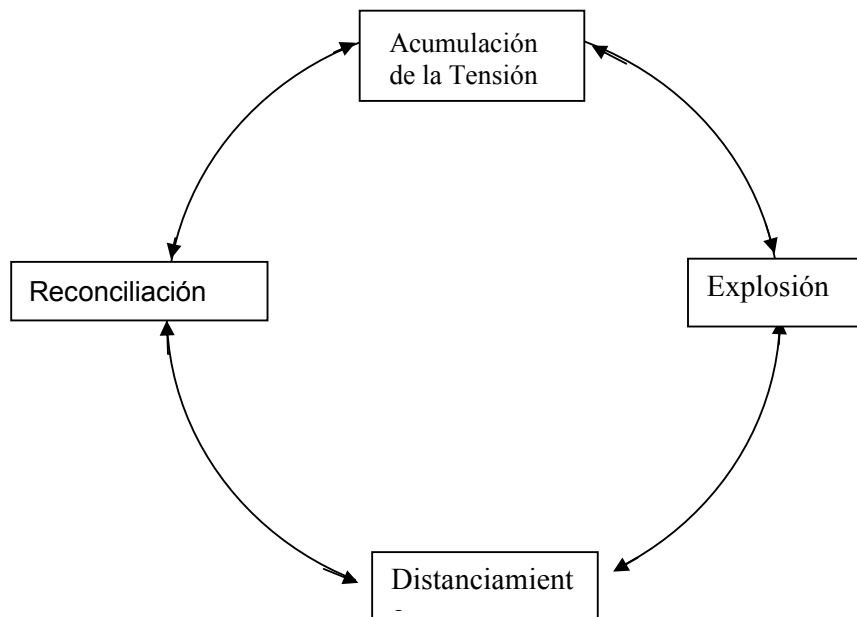 Acumulación
de la Tensión
Reconciliación
Explosión
Distanciamient